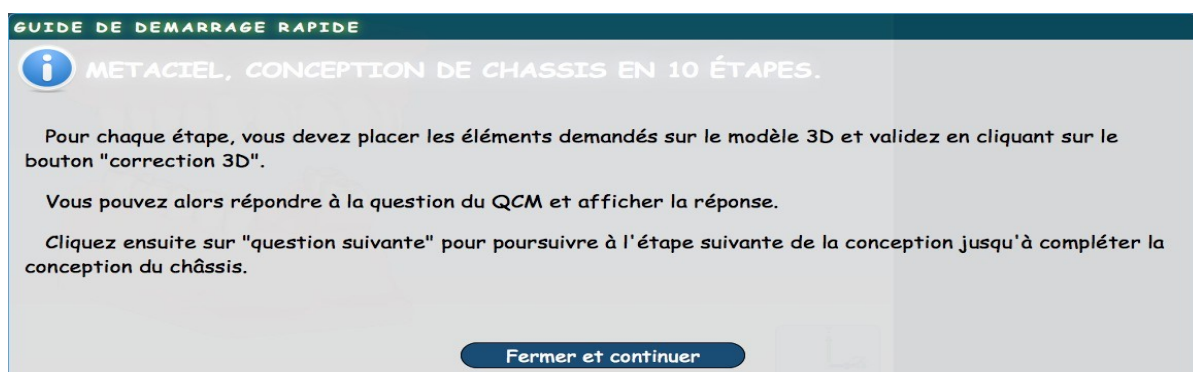 GUIDE DE DEMARRAGE RAPIDE
METACIEL, CONCEPTION DE CHASSIS EN 10 ÉTAPES.
Pour chaque étape, vous devez placer les éléments demandés sur le modèle 3D et validez en cliquant sur le
bouton "correction 3D".
Vous pouvez alors répondre à la question du QCM et afficher la réponse.
Cliquez ensuite sur "question suivante" pour poursuivre à l'étape suivante de la conception jusqu'à compléter la
conception du châssis.
Fermer et continuer